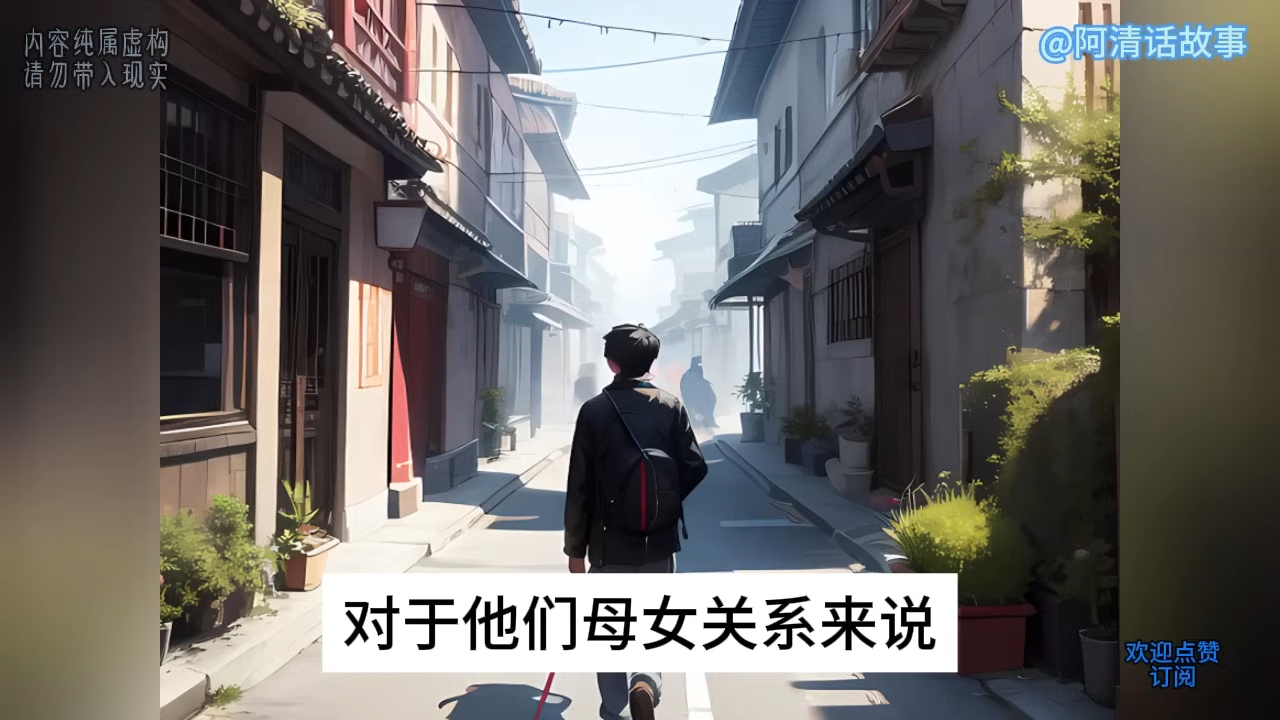 内容纯属虚构
请勿带入现实
@阿清话故事
对于他们母女关系来说
欢迎点赞
订阅